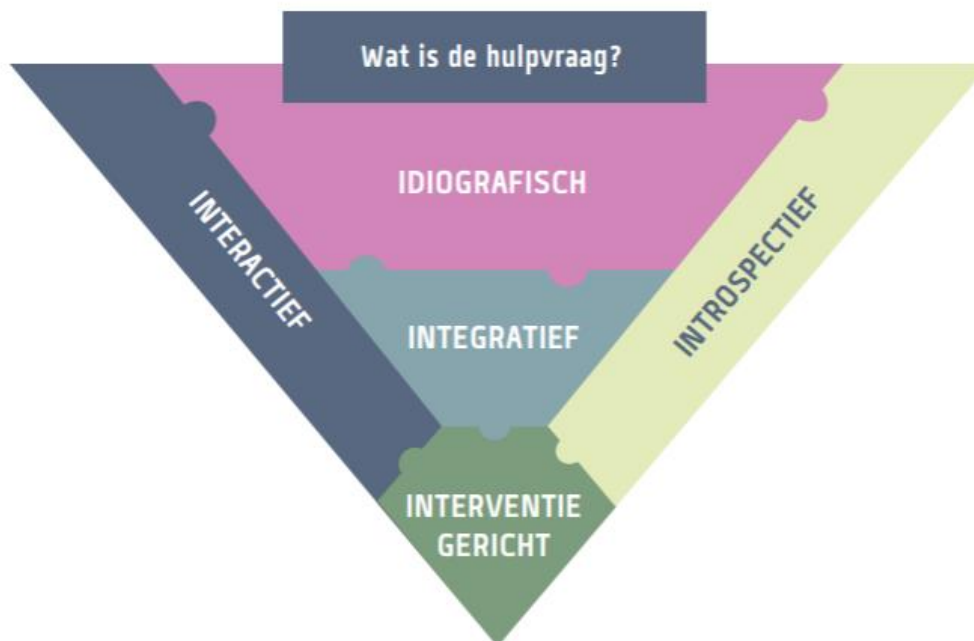 Wat is de hulpvraag?
IDIOGRAFISCH
INTERACTIEF
INTROSPECTIEF
INTEGRATIEF
INTERVENTIE
GERICHT